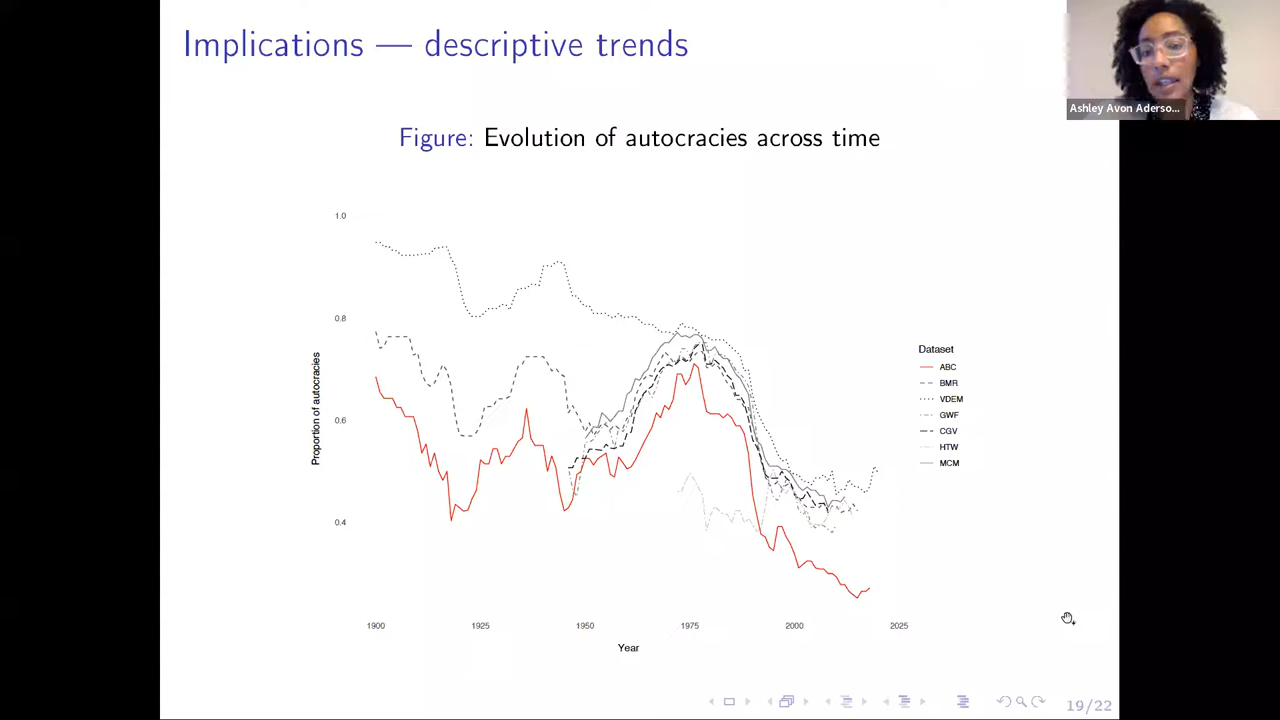 Implications — descriptive trends
Ashley Avon Aderso...
Figure: Evolution of autocracies across time
1.0
0.8
0.6
0.4
Proportion of autocracies
1900
1925
1950
1975
2000
2025
Year
Dataset
ABC
BMR
VDEM
GWF
CGV
HTW
MCM
19/22